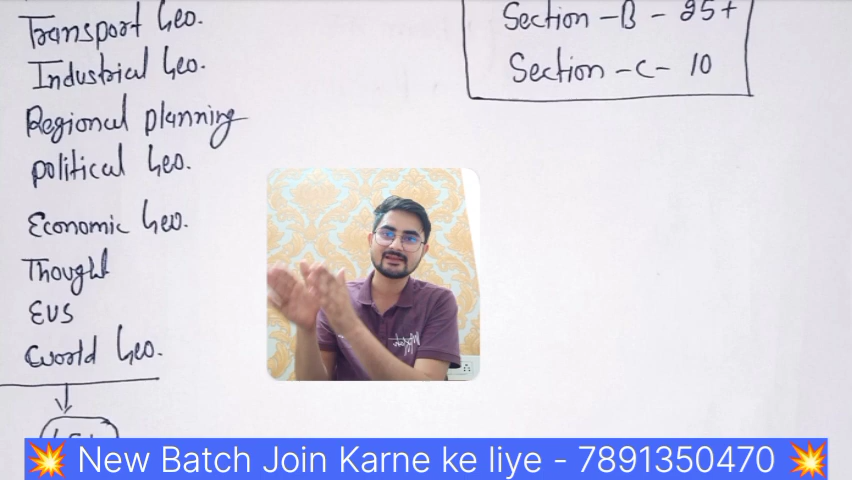 Transport Geo.
Industrial Geo.
Regional planning
political Geo.
Economic Geo.
Thought
EVS
World Geo.
Section - B - 25+
Section - C - 10
💥 New Batch Join Karne ke liye - 7891350470 💥